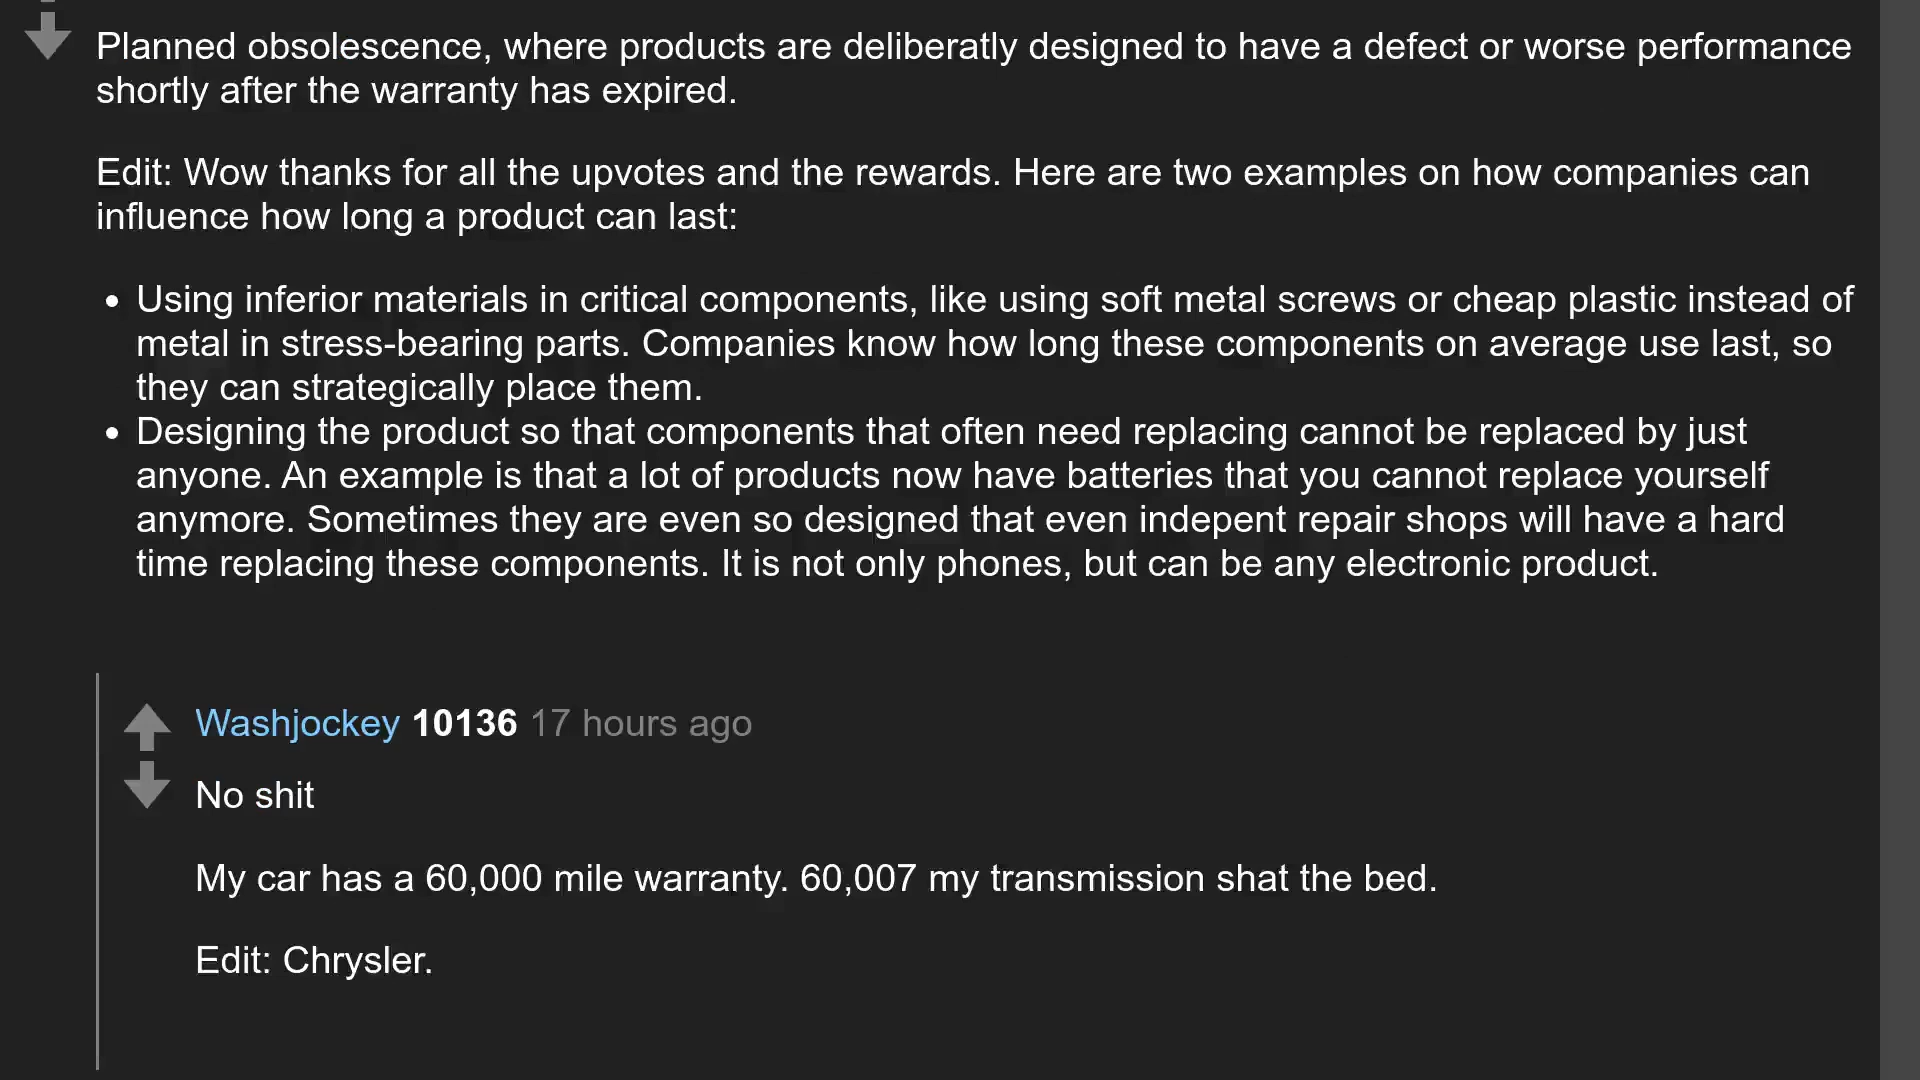 Planned obsolescence, where products are deliberatly designed to have a defect or worse performance
shortly after the warranty has expired.
Edit: Wow thanks for all the upvotes and the rewards. Here are two examples on how companies can
influence how long a product can last:
• Using inferior materials in critical components, like using soft metal screws or cheap plastic instead of
metal in stress-bearing parts. Companies know how long these components on average use last, so
they can strategically place them.
• Designing the product so that components that often need replacing cannot be replaced by just
anyone. An example is that a lot of products now have batteries that you cannot replace yourself
anymore. Sometimes they are even so designed that even indepent repair shops will have a hard
time replacing these components. It is not only phones, but can be any electronic product.
Washjockey 10136 17 hours ago
No shit
My car has a 60,000 mile warranty. 60,007 my transmission shat the bed.
Edit: Chrysler.